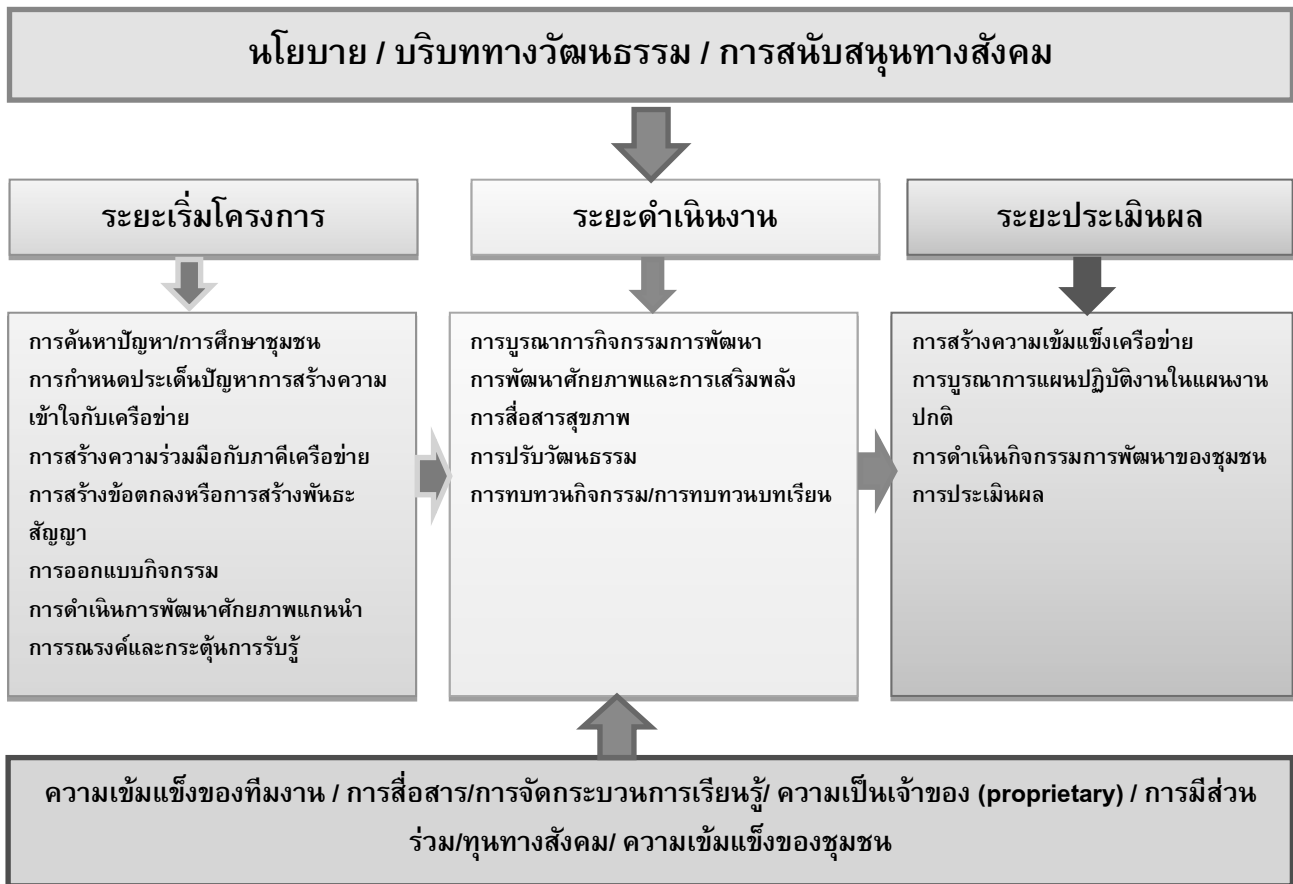 นโยบาย / บริบททางวัฒนธรรม / การสนับสนุนทางสังคม
ระยะเริ่มโครงการ
ระยะดำเนินงาน
ระยะประเมินผล
การค้นหาปัญหา/การศึกษาชุมชน
การกำหนดประเด็นปัญหาการสร้างความ
เข้าใจกับเครือข่าย
การสร้างความร่วมมือกับภาคีเครือข่าย
การสร้างข้อตกลงหรือการสร้างพันธะ
สัญญา
การออกแบบกิจกรรม
การดำเนินการพัฒนาศักยภาพแกนนำ
การรณรงค์และกระตุ้นการรับรู้
การบูรณาการกิจกรรมการพัฒนา
การพัฒนาศักยภาพและการเสริมพลัง
การสื่อสารสุขภาพ
การปรับวัฒนธรรม
การทบทวนกิจกรรม/การทบทวนบทเรียน
การสร้างความเข้มแข็งเครือข่าย
การบูรณาการแผนปฏิบัติงานในแผนงาน
ปกติ
การดำเนินกิจกรรมการพัฒนาของชุมชน
การประเมินผล
ความเข้มแข็งของทีมงาน / การสื่อสาร/การจัดกระบวนการเรียนรู้/ ความเป็นเจ้าของ (proprietary) / การมีส่วน
ร่วม/ทุนทางสังคม/ ความเข้มแข็งของชุมชน